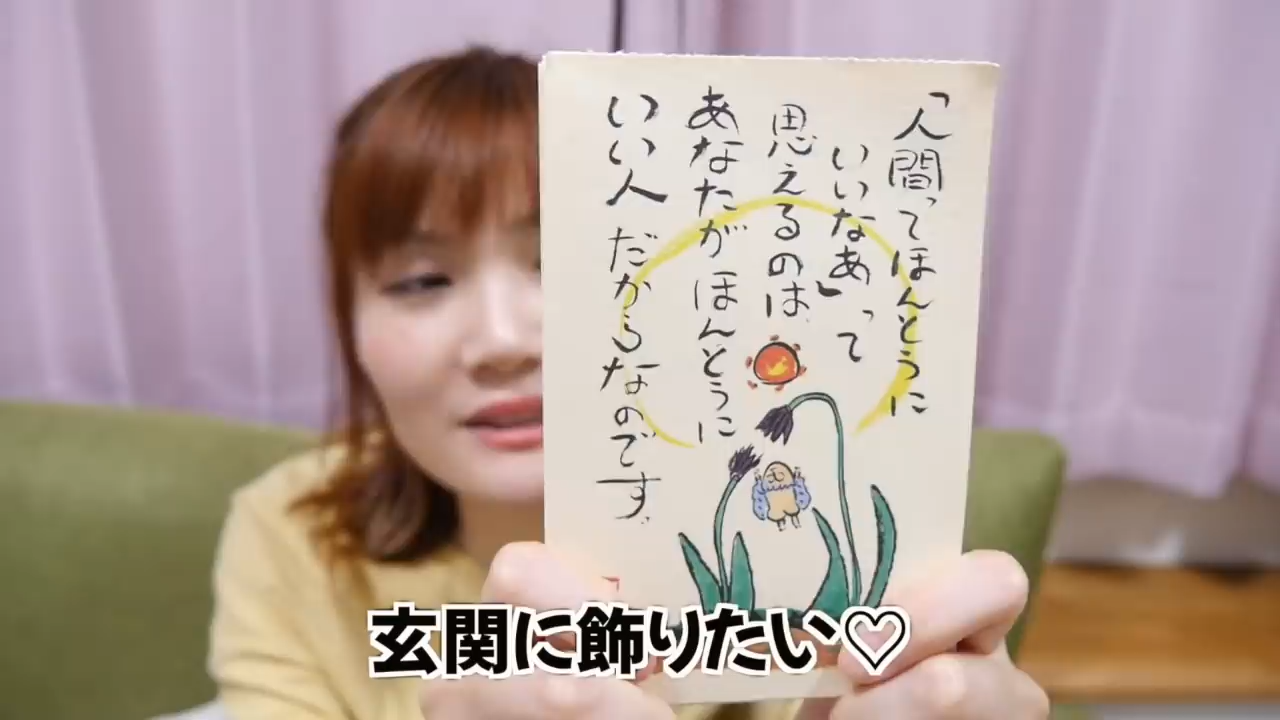 「人間ってほんとうに
いいなあ」って
思えるのは、
あなたがほんとうに
いい人だからなのです。
玄関に飾りたい♡